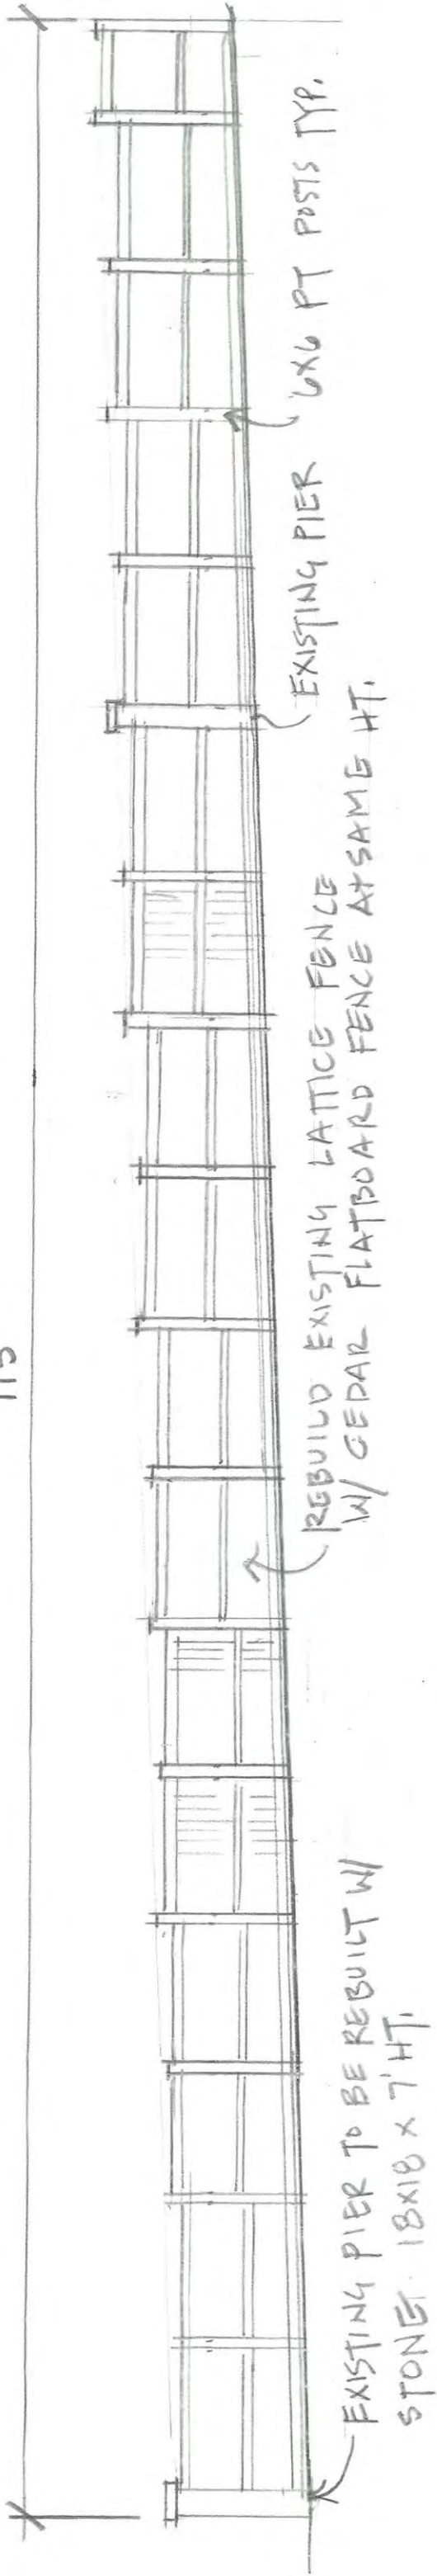 115
EXISTING PIER TO BE REBUILT W/
STONE. 18X18 X 7' HT.
REBUILD EXISTING LATTICE FENCE
W/ CEDAR FLATBOARD FENCE AT SAME HT.
EXISTING PIER
6X6 PT POSTS TYP.